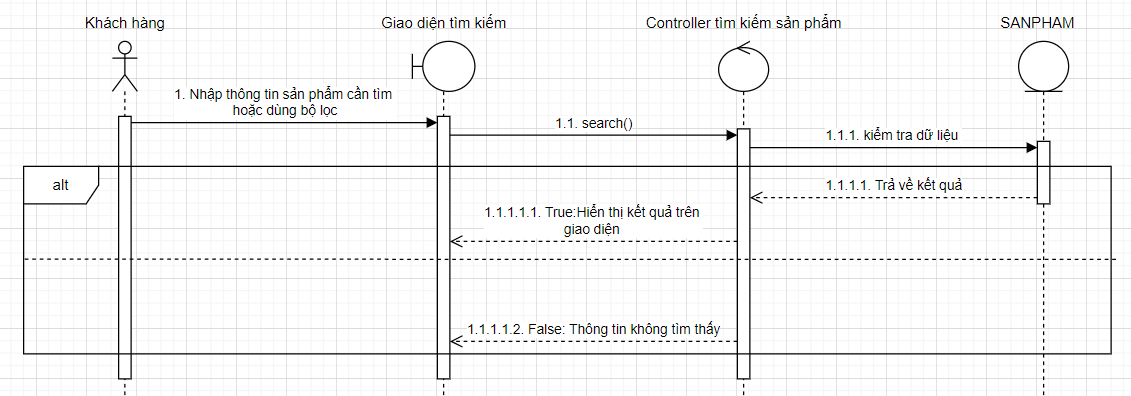 Khách hàng
Giao diện tìm kiếm
Controller tìm kiếm sản phẩm
SANPHAM
1. Nhập thông tin sản phẩm cần tìm
hoặc dùng bộ lọc
1.1. search()
1.1.1. kiểm tra dữ liệu
alt
1.1.1.1. Trả về kết quả
1.1.1.1.1. True:Hiển thị kết quả trên
giao diện
1.1.1.1.2. False: Thông tin không tìm thấy